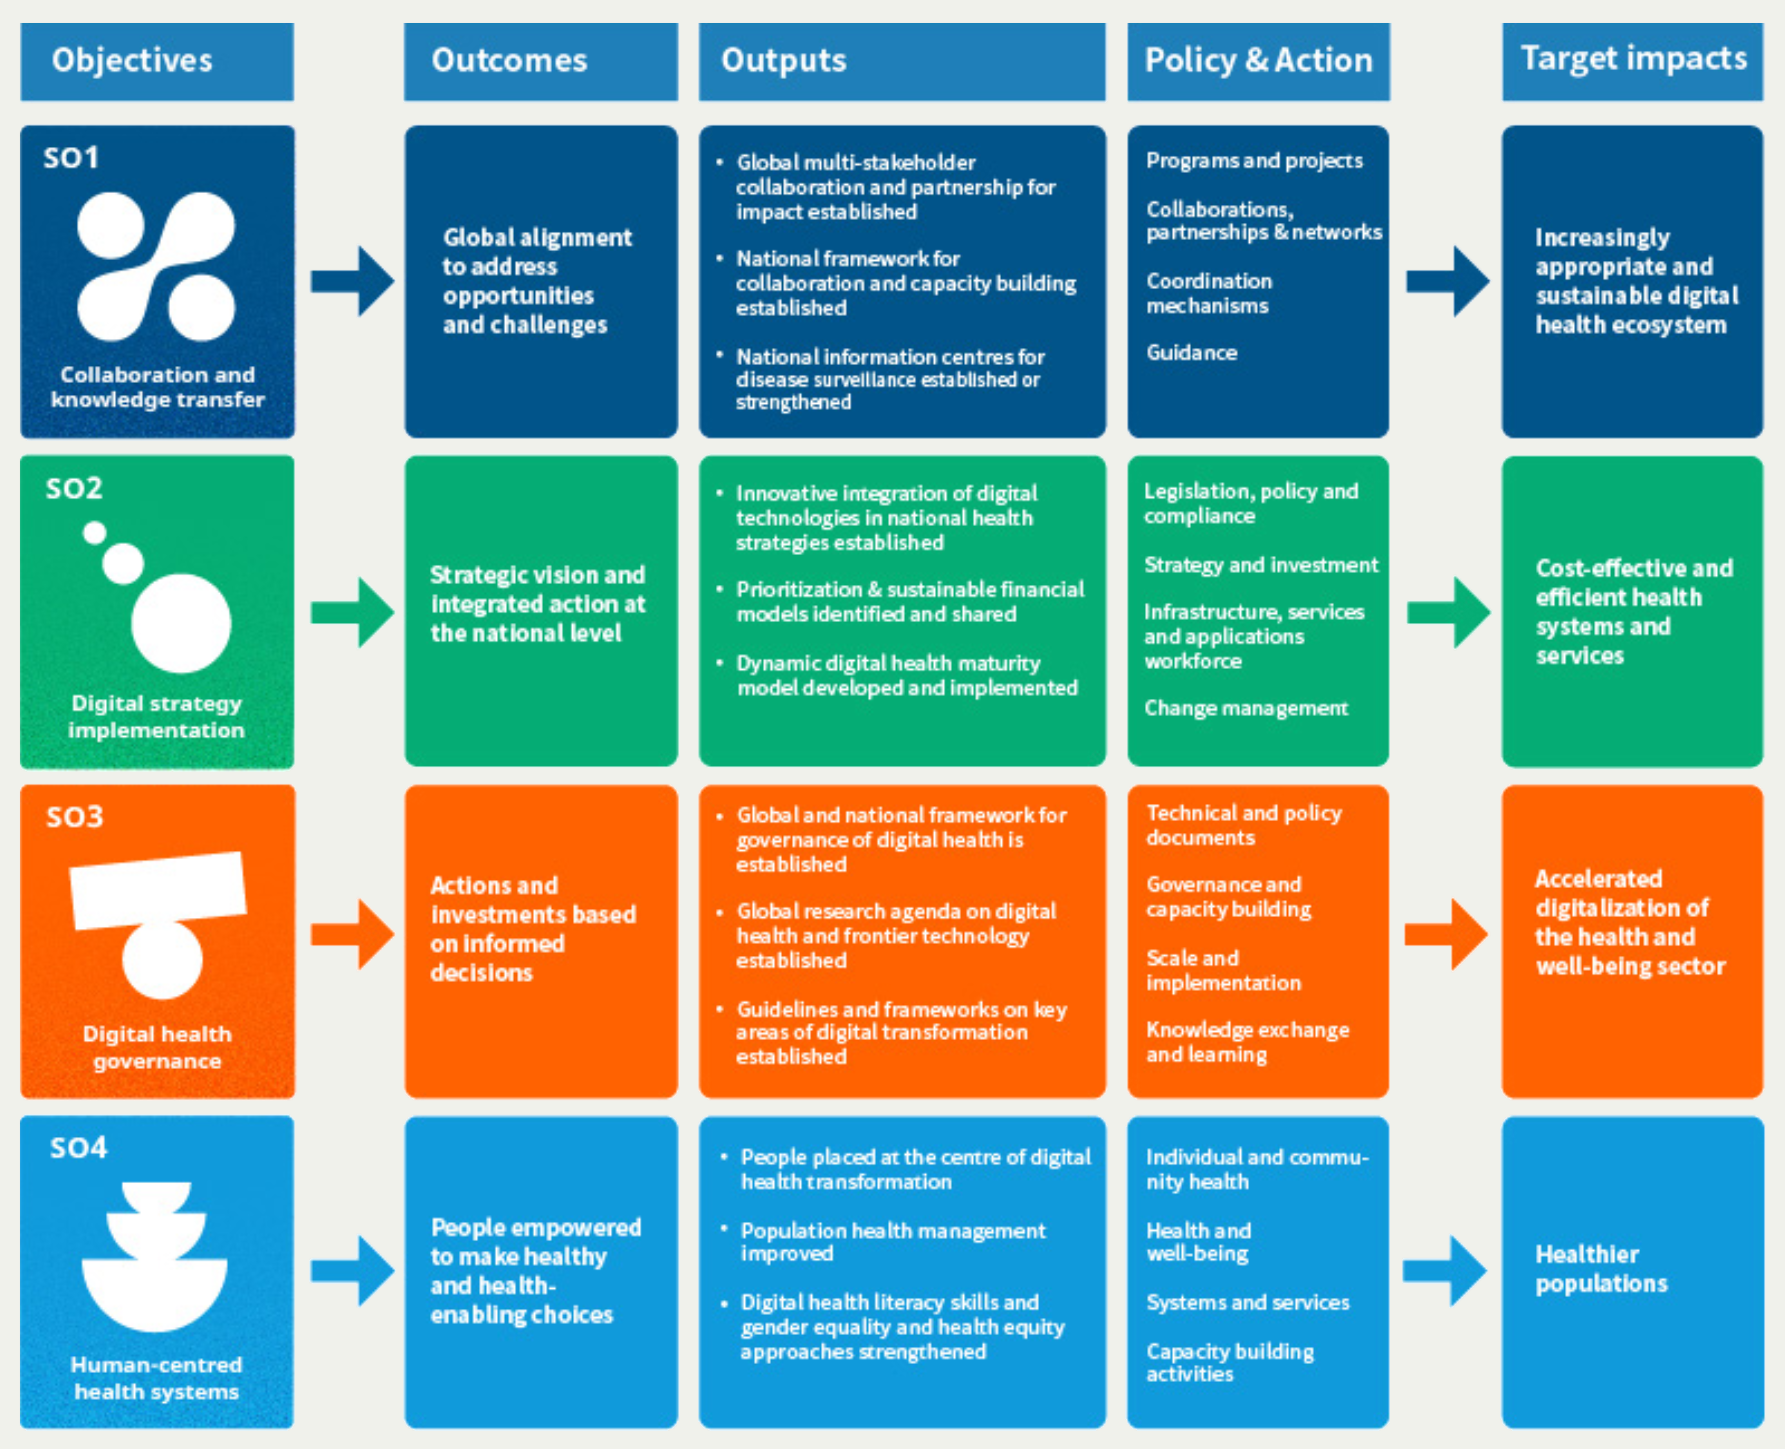 Objectives
Outcomes
Outputs
Policy & Action
Target impacts
SO1
Collaboration and
knowledge transfer
Global alignment
to address
opportunities
and challenges
• Global multi-stakeholder
collaboration and partnership for
impact established
• National framework for
collaboration and capacity building
established
• National information centres for
disease surveillance established or
strengthened
Programs and projects
Collaborations,
partnerships & networks
Coordination
mechanisms
Guidance
Increasingly
appropriate and
sustainable digital
health ecosystem
SO2
Digital strategy
implementation
Strategic vision and
integrated action at
the national level
• Innovative integration of digital
technologies in national health
strategies established
• Prioritization & sustainable financial
models identified and shared
• Dynamic digital health maturity
model developed and implemented
Legislation, policy and
compliance
Strategy and investment
Infrastructure, services
and applications
workforce
Change management
Cost-effective and
efficient health
systems and
services
SO3
Digital health
governance
Actions and
investments based
on informed
decisions
• Global and national framework for
governance of digital health is
established
• Global research agenda on digital
health and frontier technology
established
• Guidelines and frameworks on key
areas of digital transformation
established
Technical and policy
documents
Governance and
capacity building
Scale and
implementation
Knowledge exchange
and learning
Accelerated
digitalization of
the health and
well-being sector
SO4
Human-centred
health systems
People empowered
to make healthy
and health-
enabling choices
• People placed at the centre of digital
health transformation
• Population health management
improved
• Digital health literacy skills and
gender equality and health equity
approaches strengthened
Individual and commu-
nity health
Health and
well-being
Systems and services
Capacity building
activities
Healthier
populations